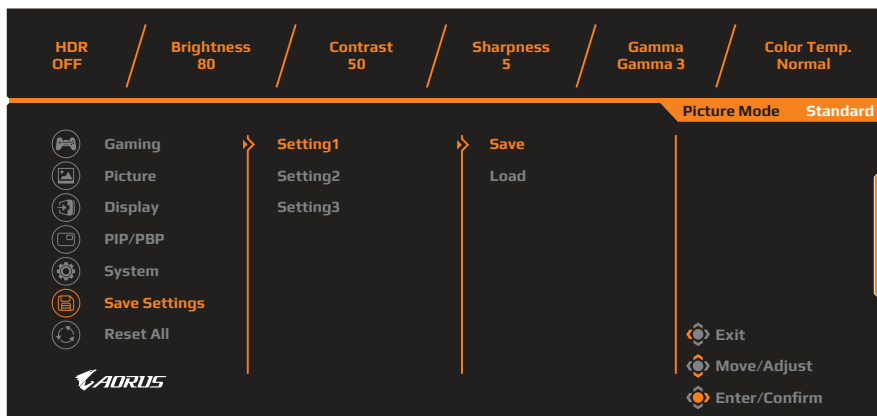 HDR
OFF
Brightness
80
Contrast
50
Sharpness
5
Gamma
Gamma 3
Color Temp.
Normal
Picture Mode Standard
Gaming
Picture
Display
PIP/PBP
System
Save Settings
Reset All
Setting1
Setting2
Setting3
Save
Load
Exit
Move/Adjust
Enter/Confirm
AORUS